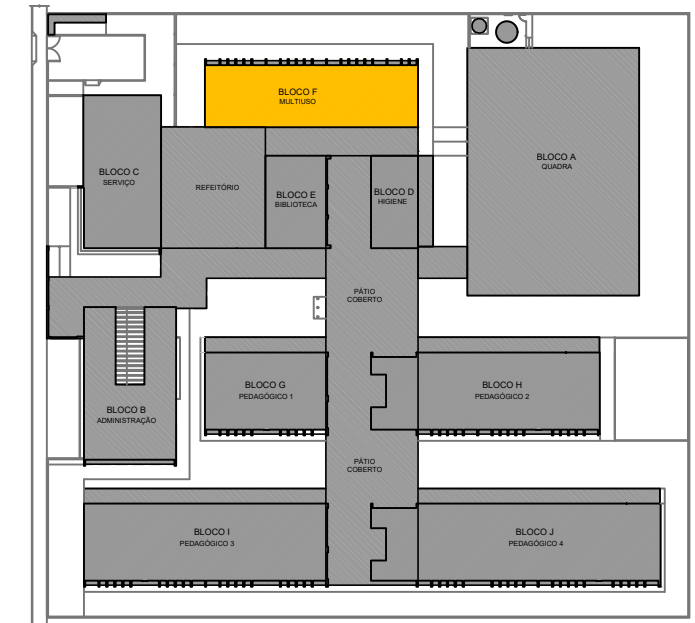 BLOCO F
MULTIUSO
BLOCO A
QUADRA
BLOCO C
SERVIÇO
REFEITÓRIO
BLOCO E
BIBLIOTECA
BLOCO D
HIGIENE
PÁTIO
COBERTO
BLOCO G
PEDAGÓGICO 1
BLOCO H
PEDAGÓGICO 2
BLOCO B
ADMINISTRAÇÃO
PÁTIO
COBERTO
BLOCO I
PEDAGÓGICO 3
BLOCO J
PEDAGÓGICO 4